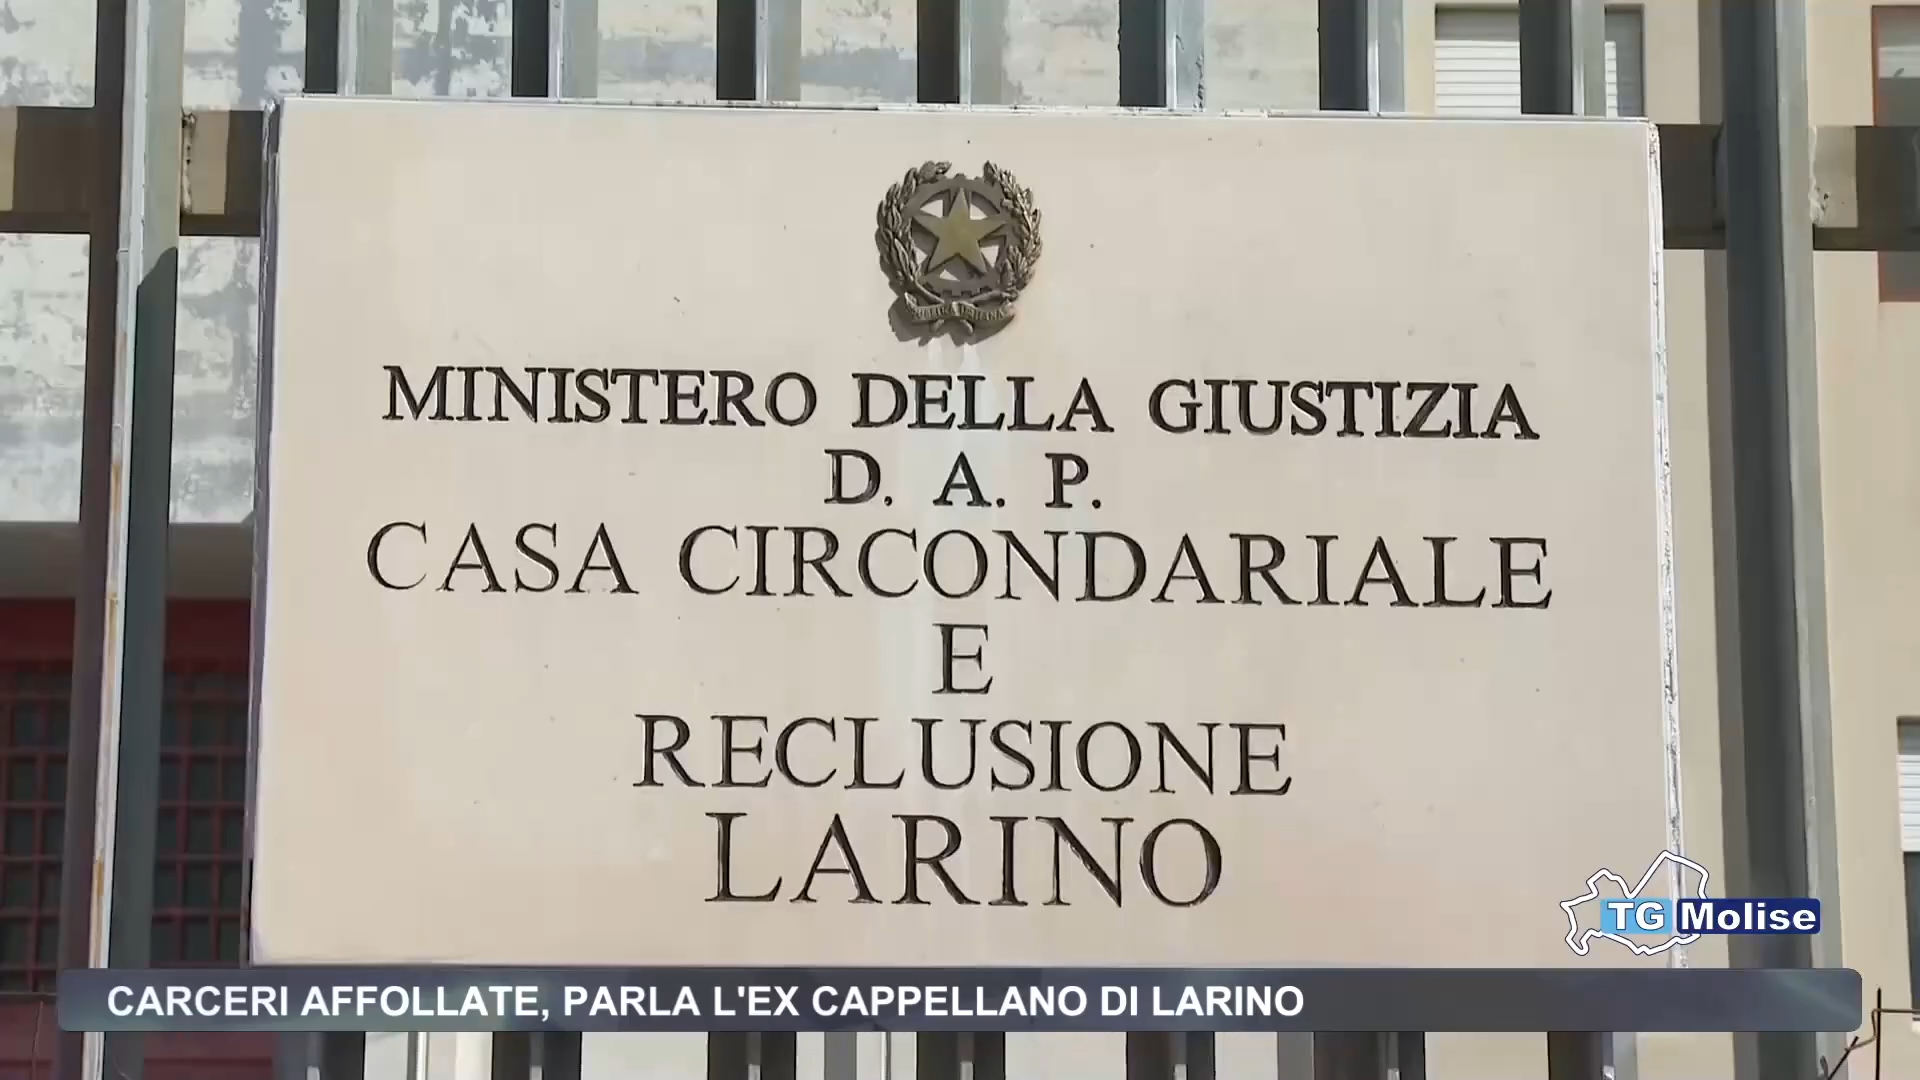 MINISTERO DELLA GIUSTIZIA
D. A. P.
CASA CIRCONDARIALE
E
RECLUSIONE
LARINO
TG Molise
CARCERI AFFOLLATE, PARLA L'EX CAPPELLANO DI LARINO